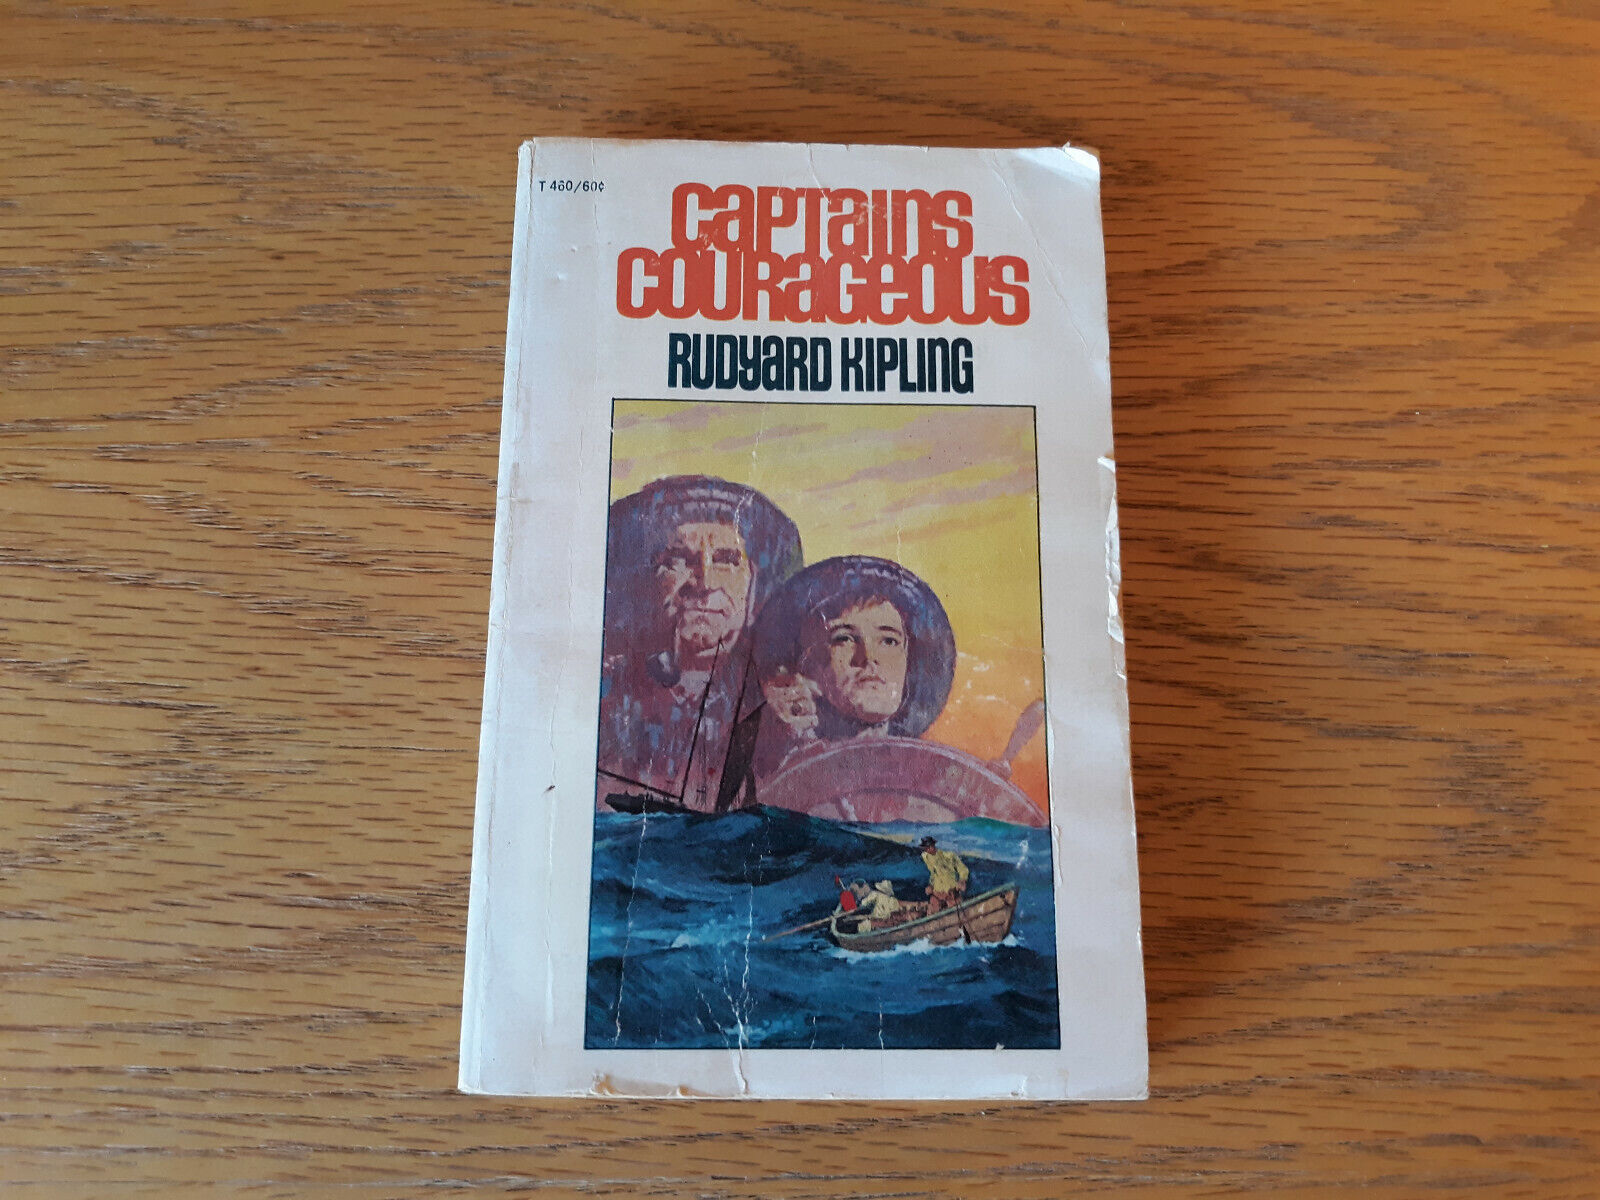 T 460/60¢
CAPTAINS
COURAGEOUS
RUDYARD KIPLING